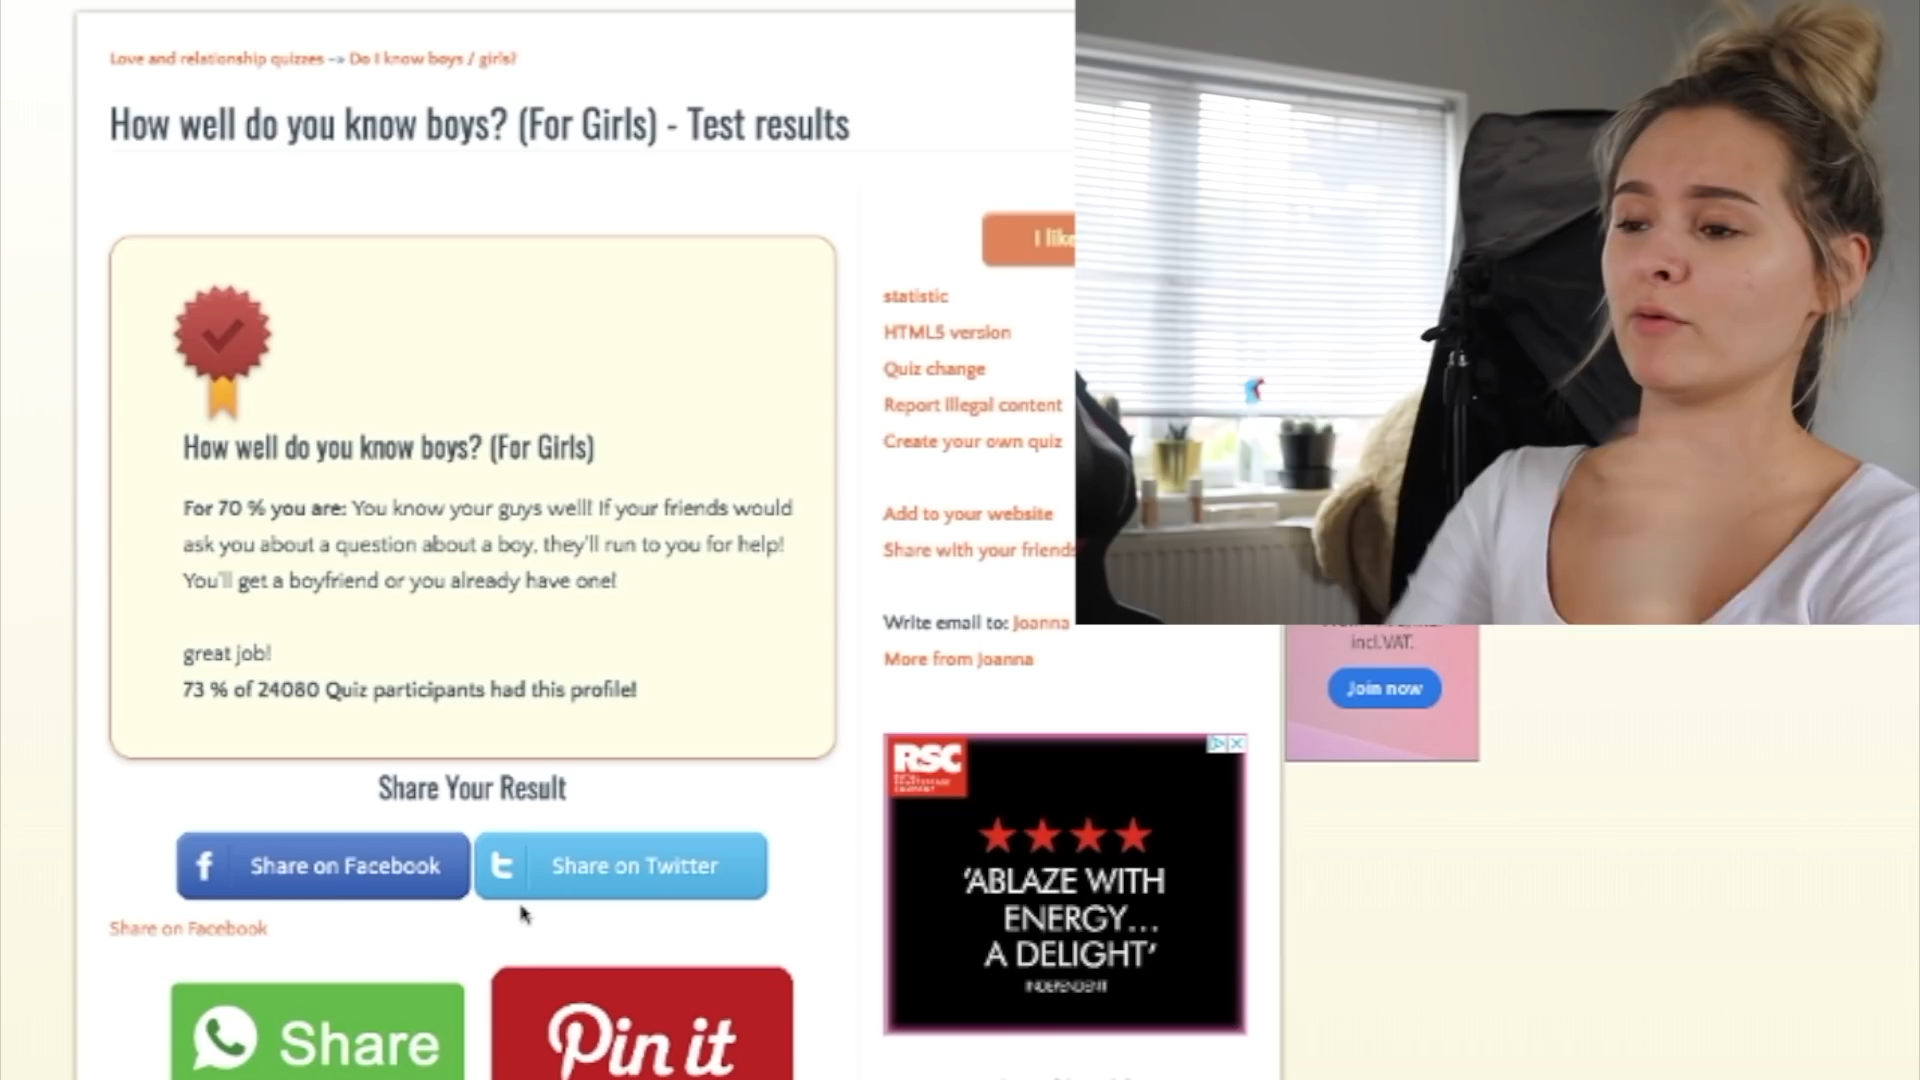 Love and relationship quizzes -» Do I know boys / girls?
How well do you know boys? (For Girls) - Test results
How well do you know boys? (For Girls)
For 70 % you are: You know your guys well! If your friends would
ask you about a question about a boy, they'll run to you for help!
You'll get a boyfriend or you already have one!
great job!
73 % of 24080 Quiz participants had this profile!
Share Your Result
Share on Facebook
Share on Twitter
Share on Facebook
Share
Pin it
I like
statistic
HTML5 version
Quiz change
Report Illegal content
Create your own quiz
Add to your website
Share with your friends
Write email to: Joanna
More from Joanna
RSC
★★★★
'ABLAZE WITH
ENERGY...
A DELIGHT'
INDEPENDENT
incl.VAT.
Join now